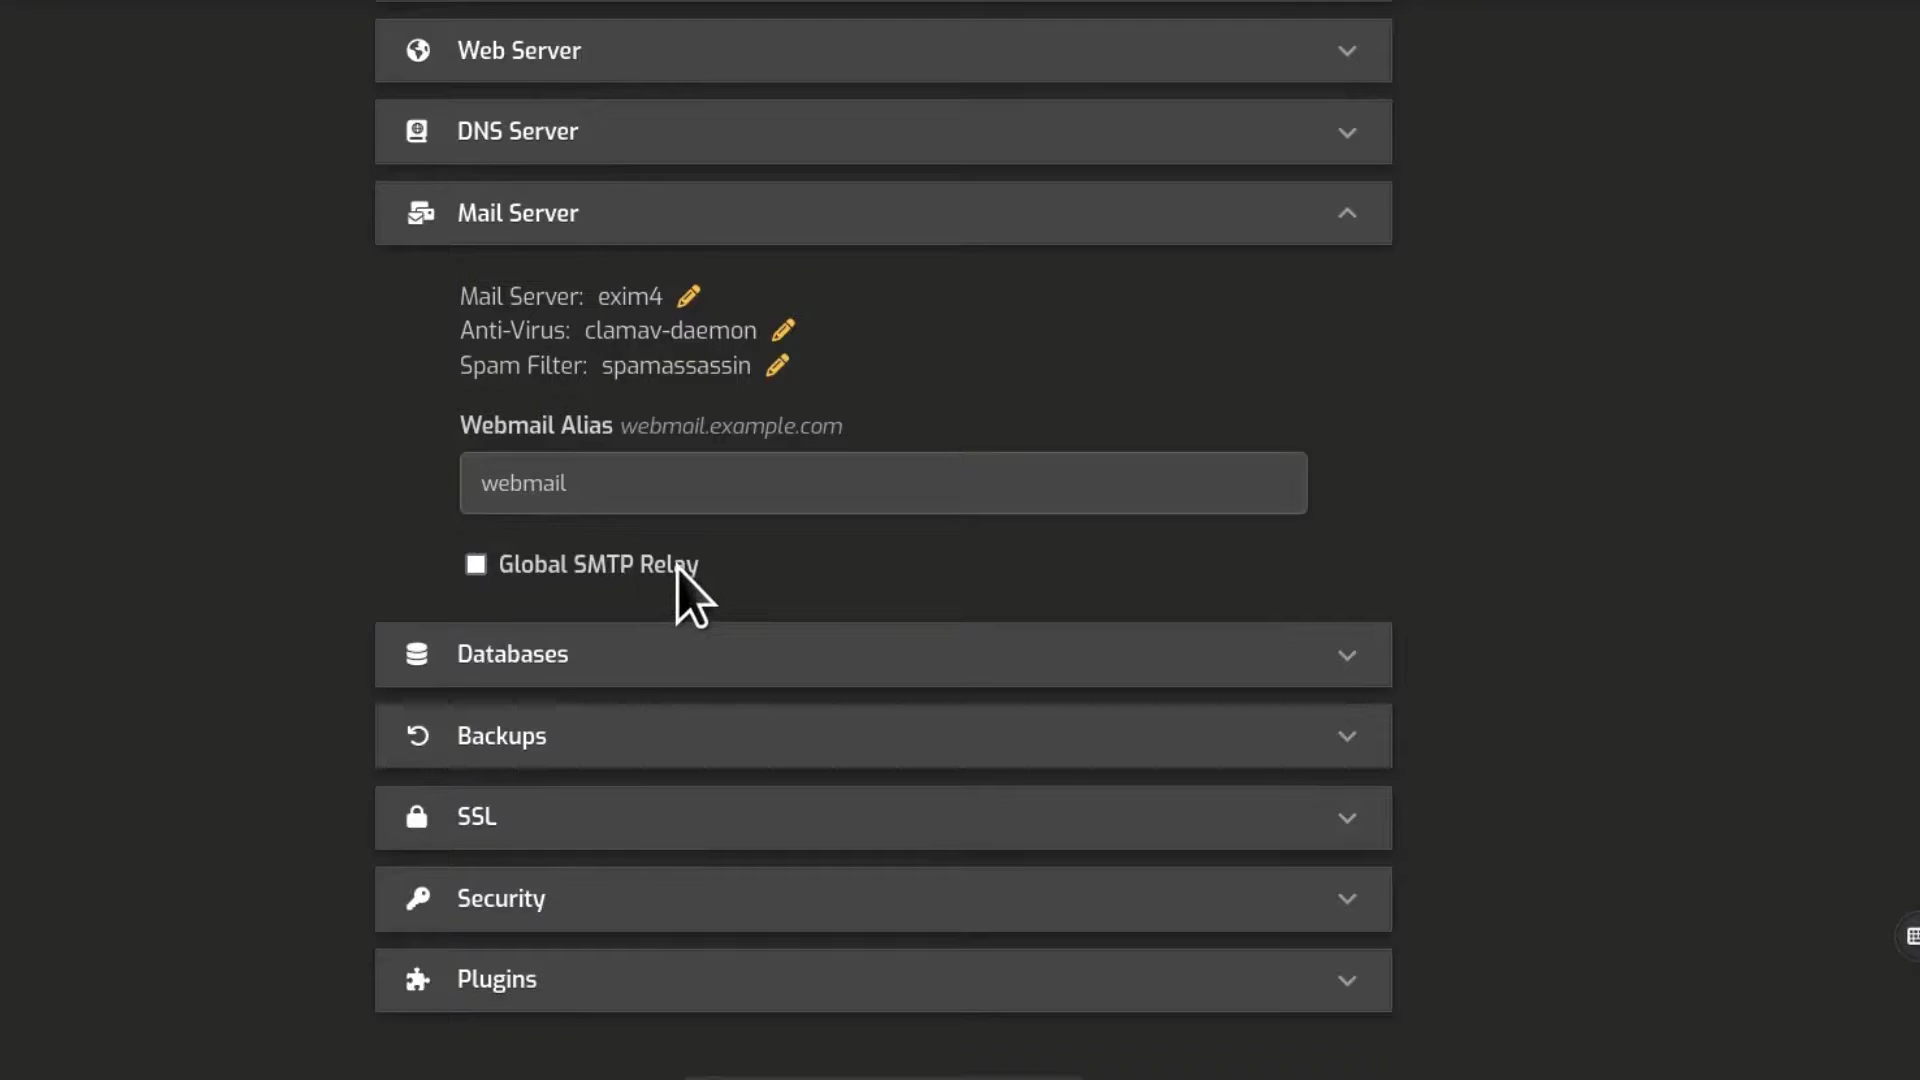 Web Server
DNS Server
Mail Server
Mail Server: exim4
Anti-Virus: clamav-daemon
Spam Filter: spamassassin
Webmail Alias webmail.example.com
webmail
Global SMTP Relay
Databases
Backups
SSL
Security
Plugins